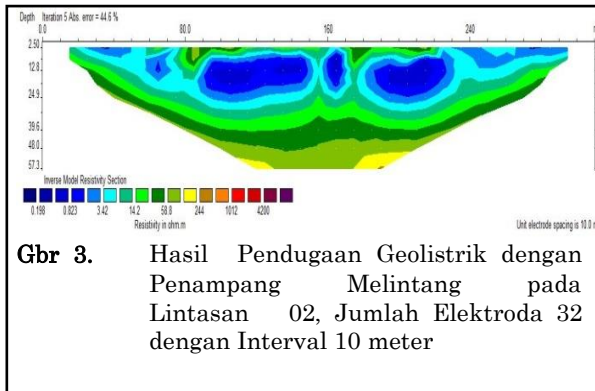 Depth Iteration 5 Abs. error = 44.6 %
0.0 80.0 160 240 m
2.50
12.8
24.9
39.6
48.0
57.3
Inverse Model Resistivity Section
0.198 0.823 3.42 14.2 58.8 244 1012 4200
Resistivity in ohm.m
Unit electrode spacing is 10.0
Gbr 3. Hasil Pendugaan Geolistrik dengan
Penampang Melintang pada
Lintasan 02, Jumlah Elektroda 32
dengan Interval 10 meter